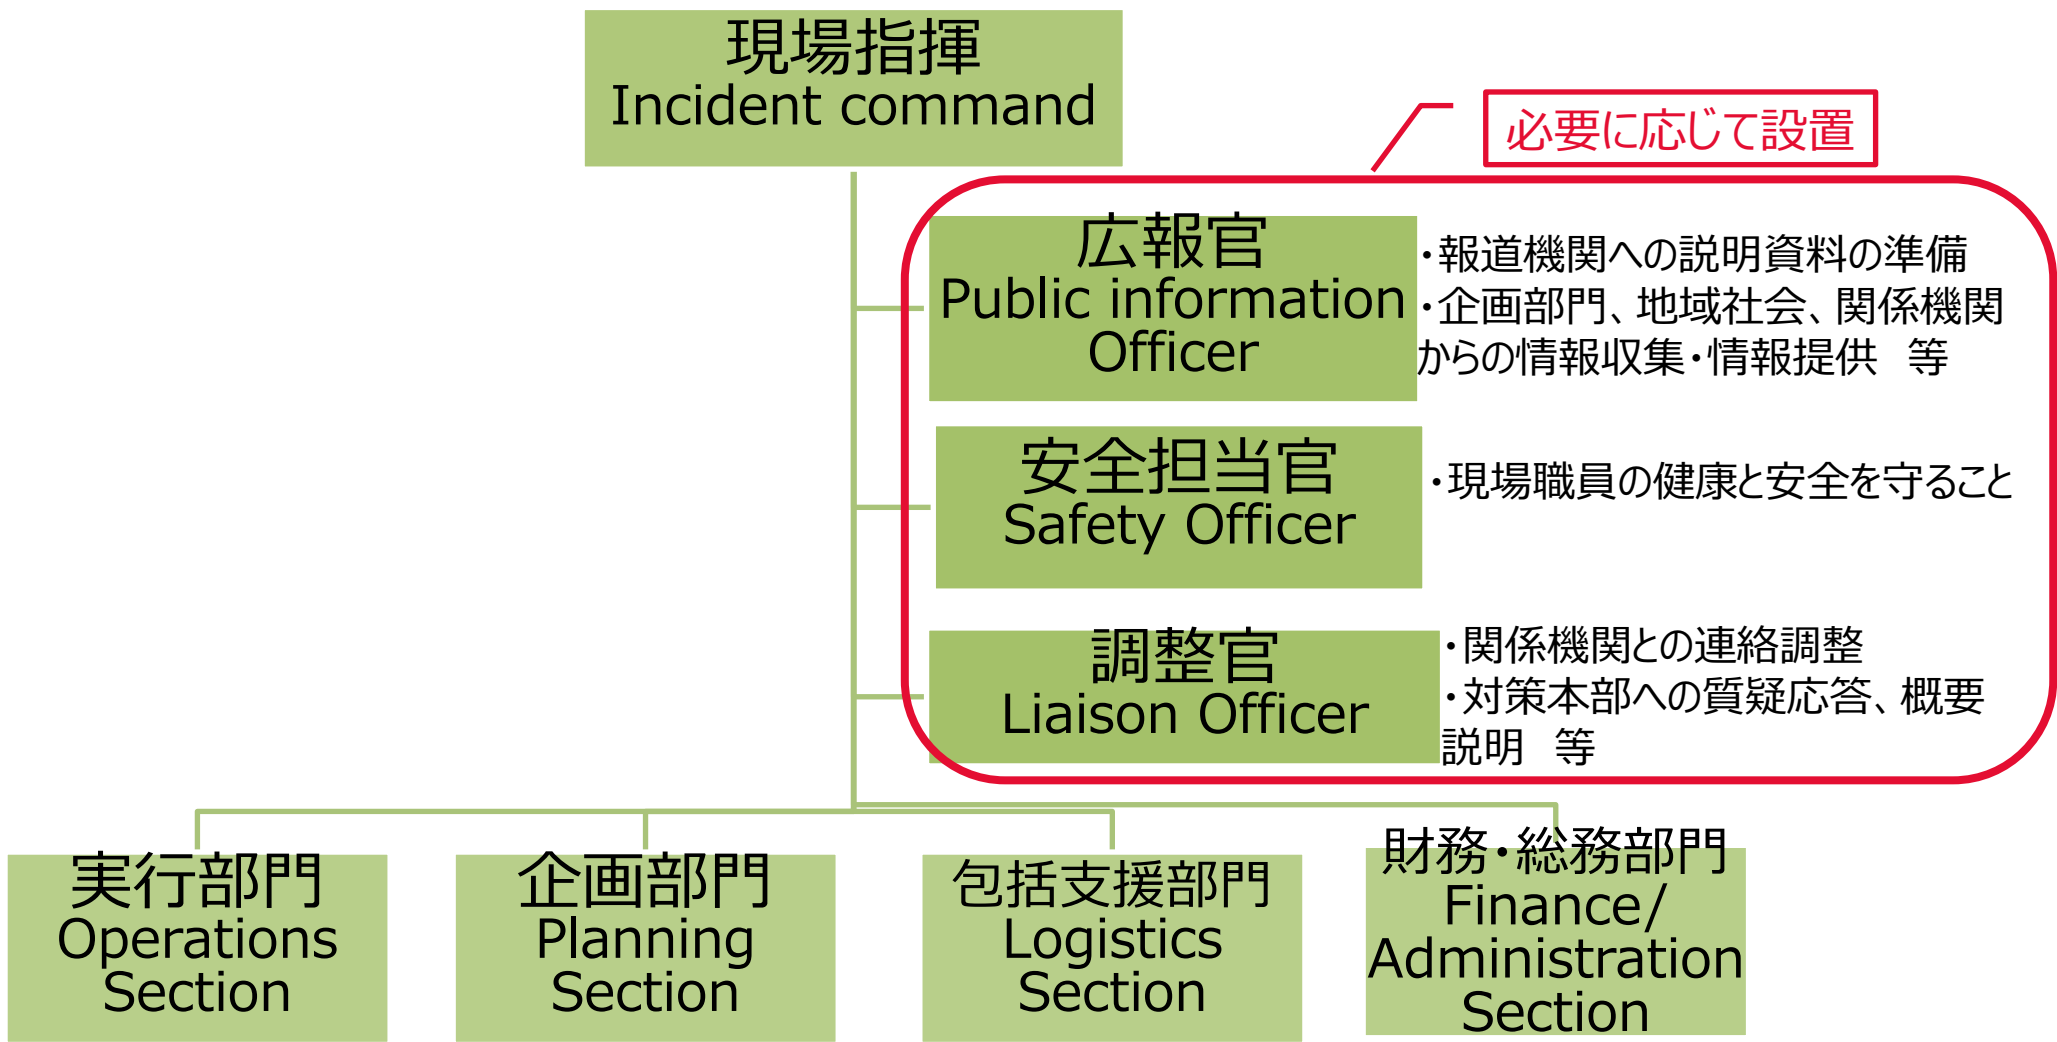 現場指揮
Incident command
必要に応じて設置
広報官
Public information
Officer
・報道機関への説明資料の準備
・企画部門、地域社会、関係機関
からの情報収集・情報提供　等
安全担当官
Safety Officer
・現場職員の健康と安全を守ること
調整官
Liaison Officer
・関係機関との連絡調整
・対策本部への質疑応答、概要
説明　等
実行部門
Operations
Section
企画部門
Planning
Section
包括支援部門
Logistics
Section
財務・総務部門
Finance/
Administration
Section